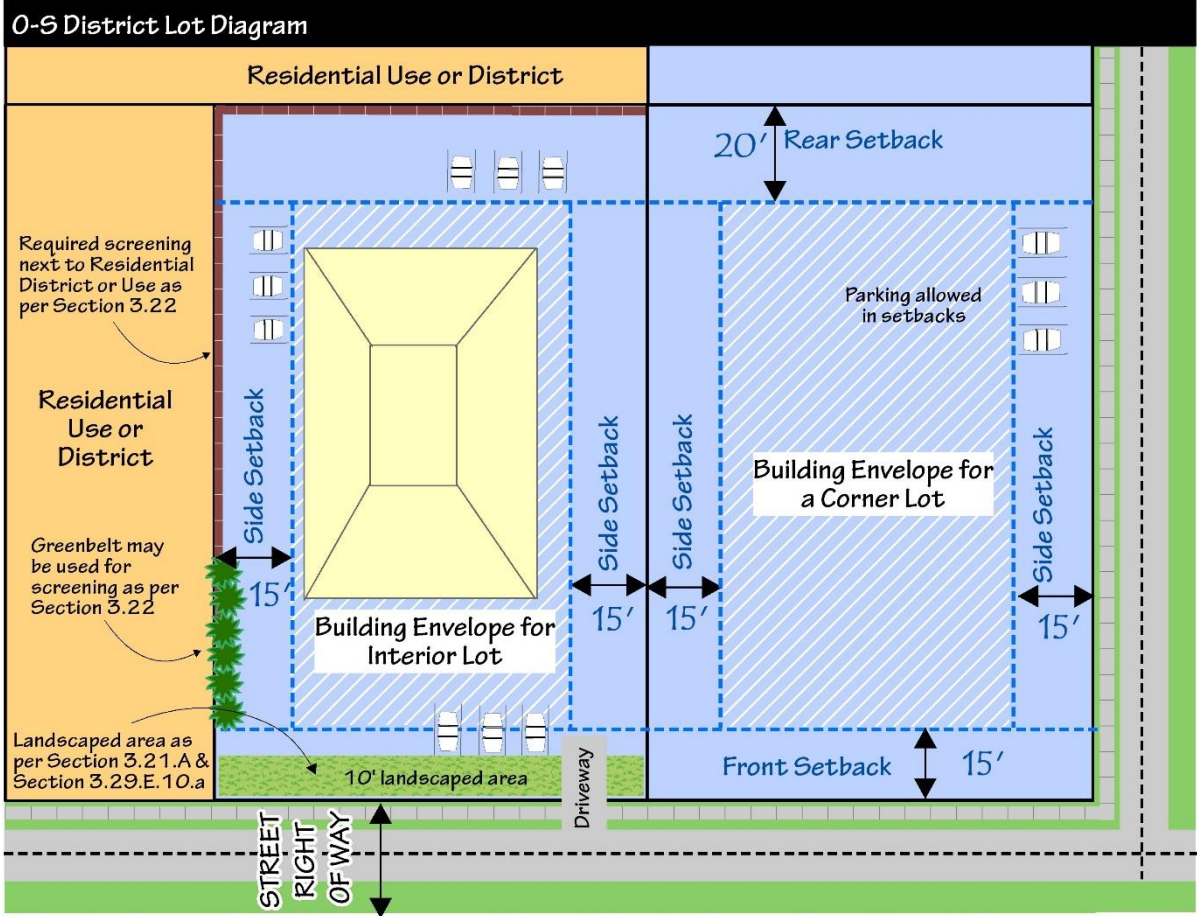 O-S District Lot Diagram
Residential Use or District
20'
Rear Setback
Required screening
next to Residential
District or Use as
per Section 3.22
Parking allowed
in setbacks
Residential
Use or
District
Side Setback
Side Setback
Side Setback
Side Setback
Building Envelope for
a Corner Lot
Greenbelt may
be used for
screening as per
Section 3.22
15'
15'
15'
15'
Building Envelope for
Interior Lot
Landscaped area as
per Section 3.21.A &
Section 3.29.E.10.a
10' landscaped area
Driveway
Front Setback
15'
STREET
RIGHT
OF WAY